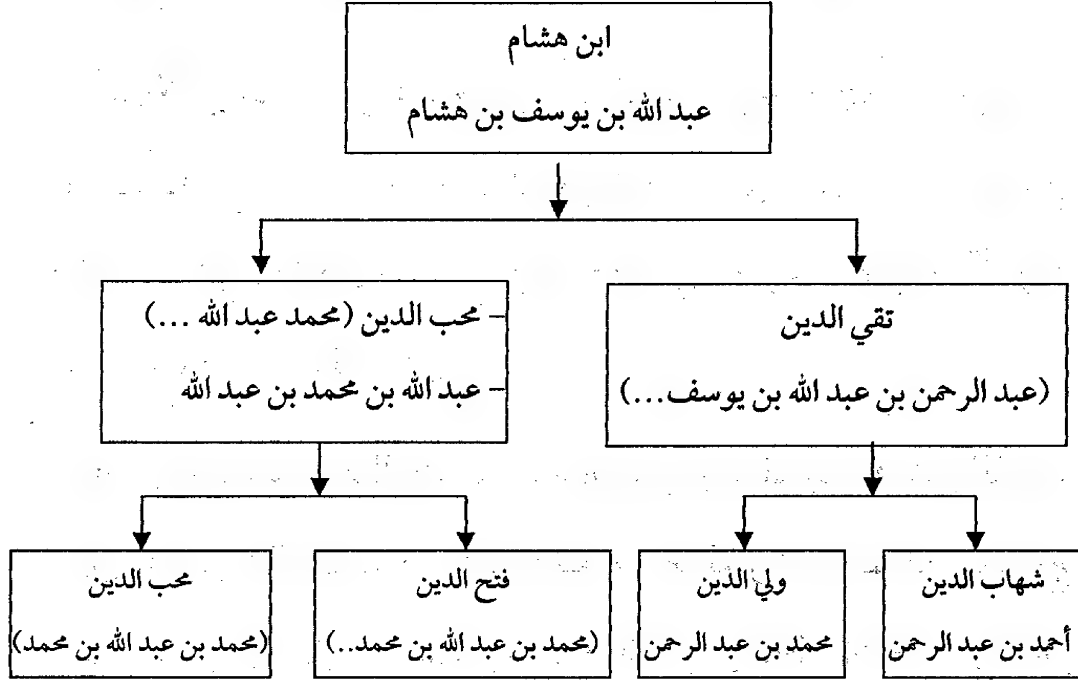 ابن هشام
عبد الله بن يوسف بن هشام
تقي الدين
(عبد الرحمن بن عبد الله بن يوسف...)
– محب الدين (محمد عبد الله ...)
– عبد الله بن محمد بن عبد الله
شهاب الدين
أحمد بن عبد الرحمن
ولي الدين
محمد بن عبد الرحمن
فتح الدين
(محمد بن عبد الله بن محمد..)
محب الدين
(محمد بن عبد الله بن محمد)